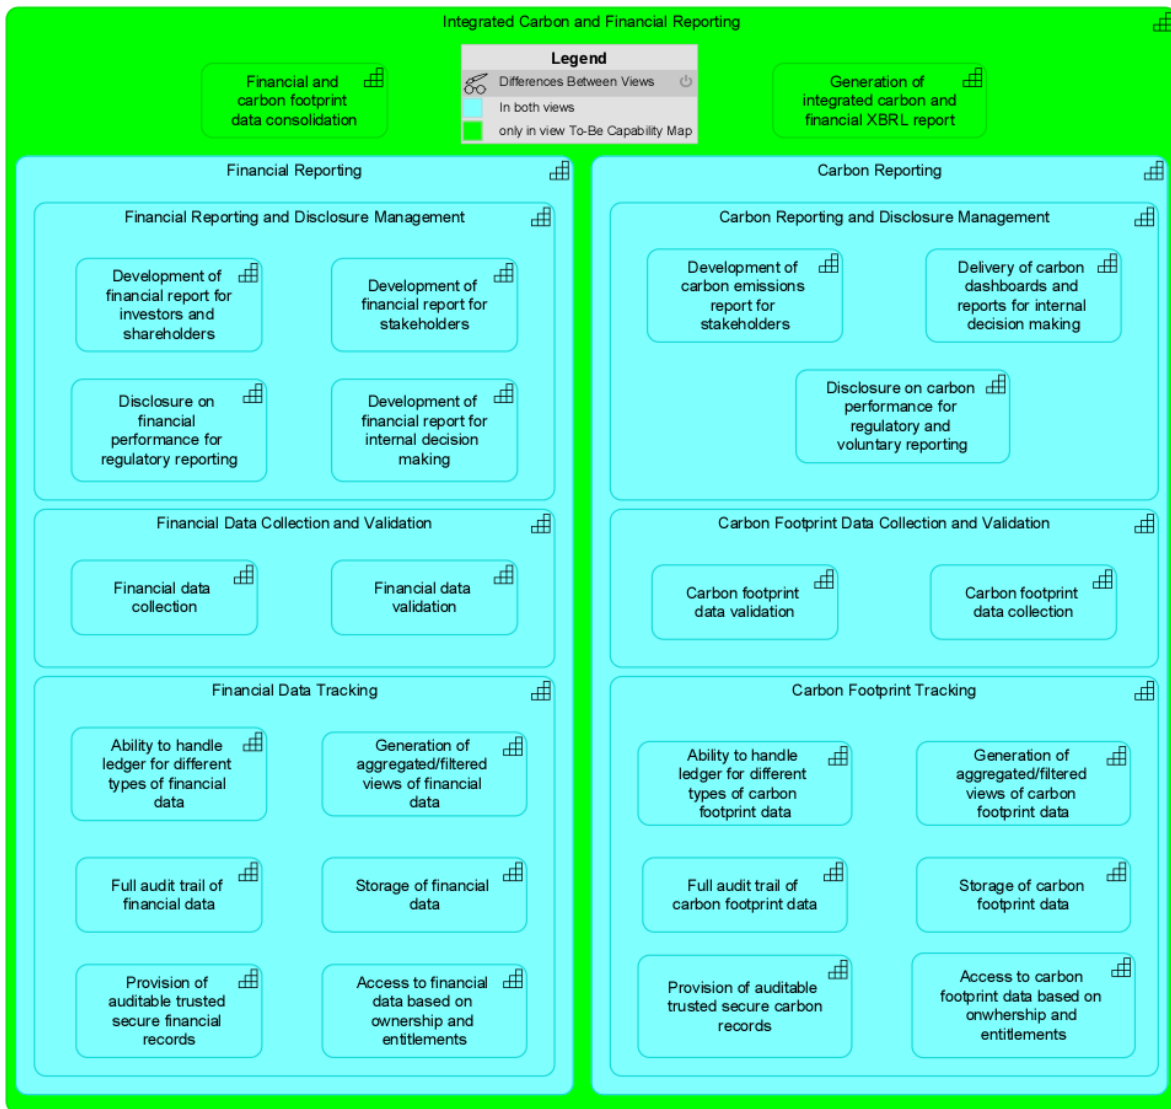 Integrated Carbon and Financial Reporting
Financial and
carbon footprint
data consolidation
Legend
Differences Between Views
In both views
only in view To-Be Capability Map
Generation of
integrated carbon and
financial XBRL report
Financial Reporting
Financial Reporting and Disclosure Management
Development of
financial report for
investors and
shareholders
Development of
financial report for
stakeholders
Disclosure on
financial
performance for
regulatory reporting
Development of
financial report for
internal decision
making
Financial Data Collection and Validation
Financial data
collection
Financial data
validation
Financial Data Tracking
Ability to handle
ledger for different
types of financial
data
Generation of
aggregated/filtered
views of financial
data
Full audit trail of
financial data
Storage of financial
data
Provision of
auditable trusted
secure financial
records
Access to financial
data based on
ownership and
entitlements
Carbon Reporting
Carbon Reporting and Disclosure Management
Development of
carbon emissions
report for
stakeholders
Delivery of carbon
dashboards and
reports for internal
decision making
Disclosure on carbon
performance for
regulatory and
voluntary reporting
Carbon Footprint Data Collection and Validation
Carbon footprint
data validation
Carbon footprint
data collection
Carbon Footprint Tracking
Ability to handle
ledger for different
types of carbon
footprint data
Generation of
aggregated/filtered
views of carbon
footprint data
Full audit trail of
carbon footprint data
Storage of carbon
footprint data
Provision of auditable
trusted secure carbon
records
Access to carbon
footprint data based on
onwhership and
entitlements